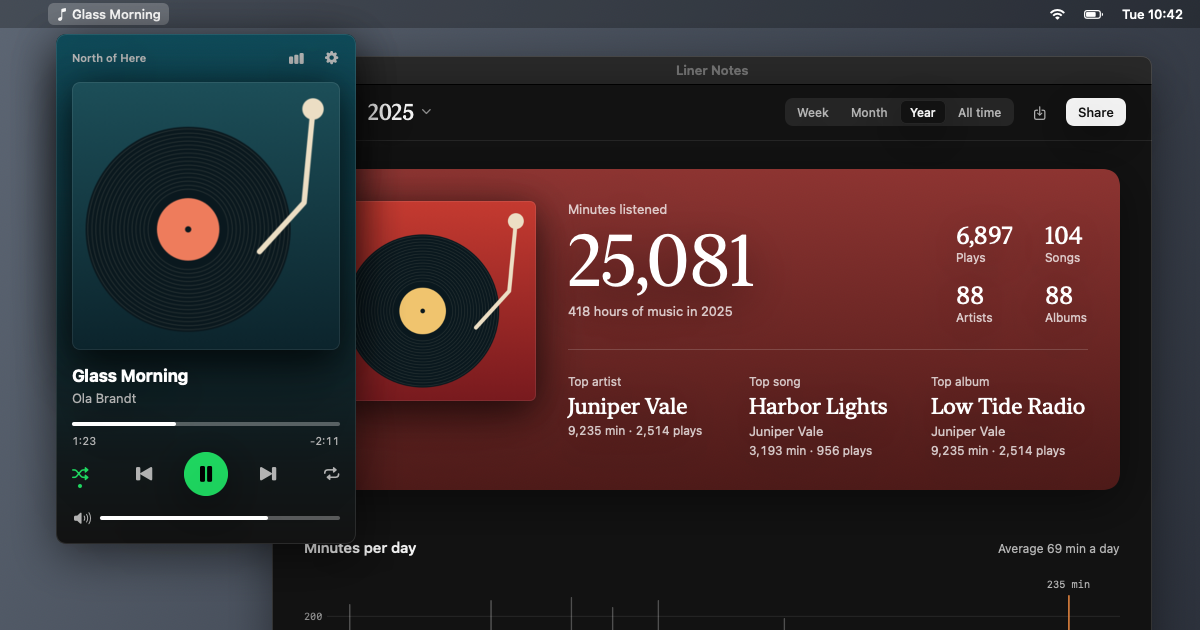 Glass Morning
Tue 10:42
North of Here
Glass Morning
Ola Brandt
1:23
-2:11
Liner Notes
2025
Week
Month
Year
All time
Share
Minutes listened
25,081
418 hours of music in 2025
6,897
Plays
104
Songs
88
Artists
88
Albums
Top artist
Juniper Vale
9,235 min · 2,514 plays
Top song
Harbor Lights
Juniper Vale
3,193 min · 956 plays
Top album
Low Tide Radio
Juniper Vale
9,235 min · 2,514 plays
Minutes per day
Average 69 min a day
235 min
200